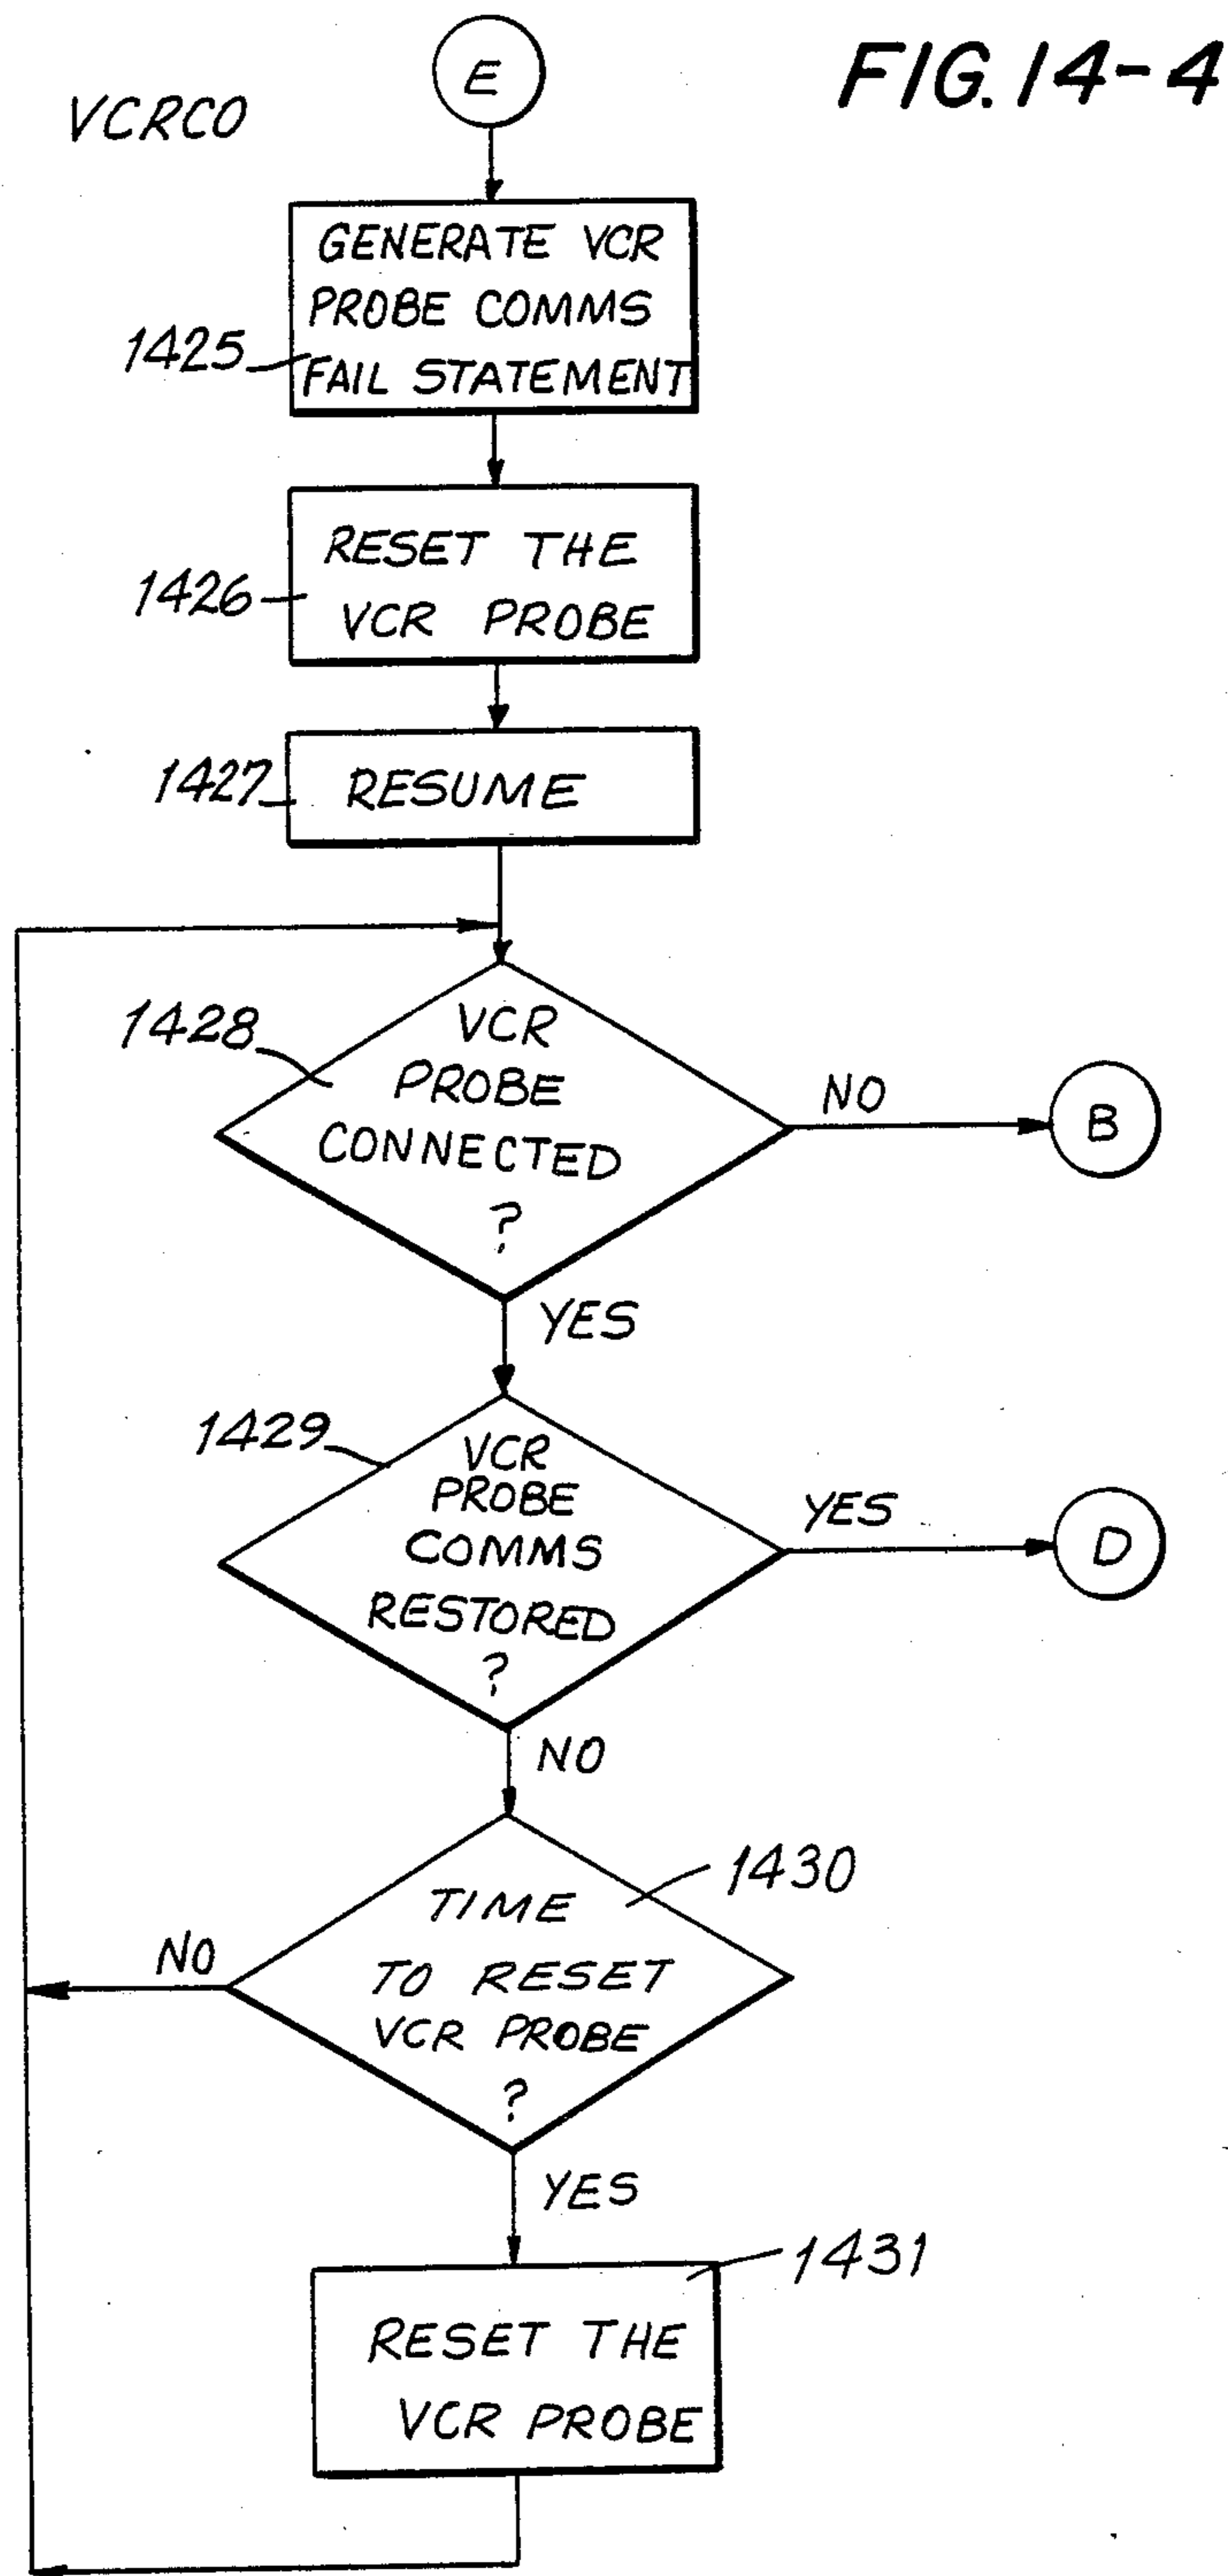 E
FIG. 14-4
VCRCO
GENERATE VCR
PROBE COMMS
1425
FAIL STATEMENT
RESET THE
1426
VCR PROBE
1427
RESUME
1428
VCR
PROBE
CONNECTED
?
NO
B
YES
1429
VCR
PROBE
COMMS
RESTORED
?
YES
D
NO
1430
TIME
TO RESET
VCR PROBE
?
NO
YES
1431
RESET THE
VCR PROBE